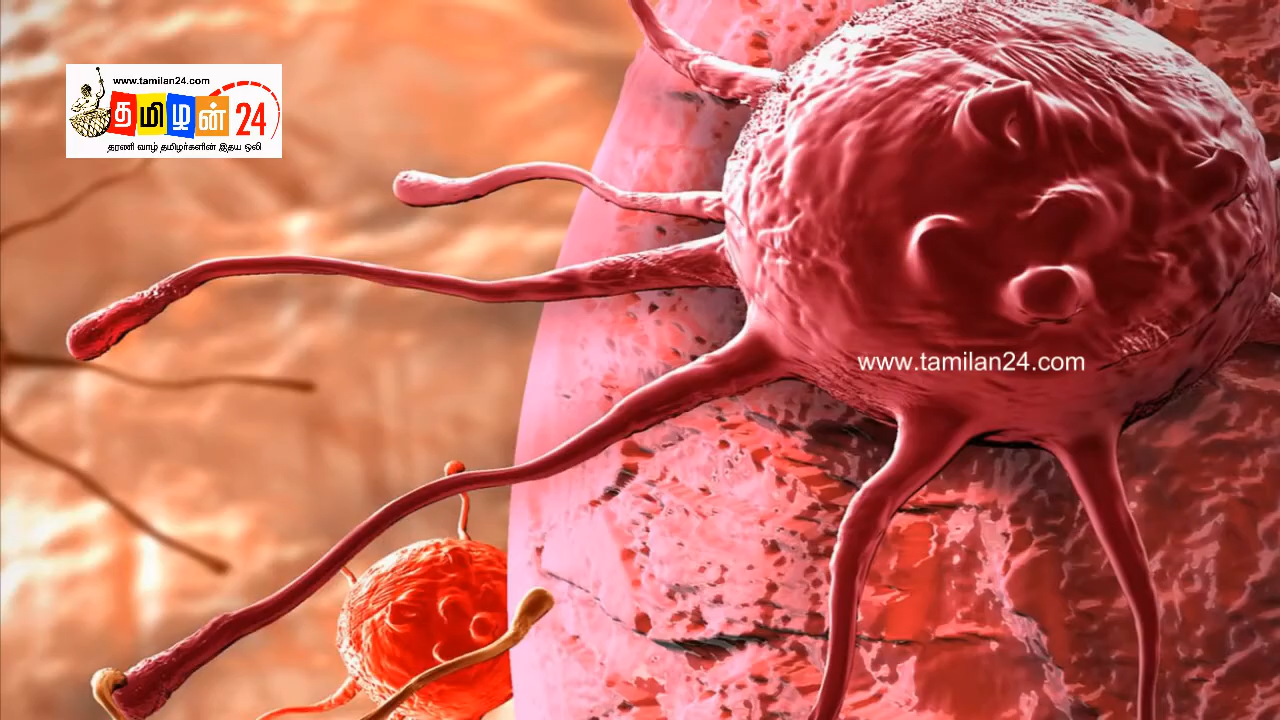 www.tamilan24.com
தமிழன் 24
தரணி வாழ் தமிழர்களின் இதய ஒலி
www.tamilan24.com